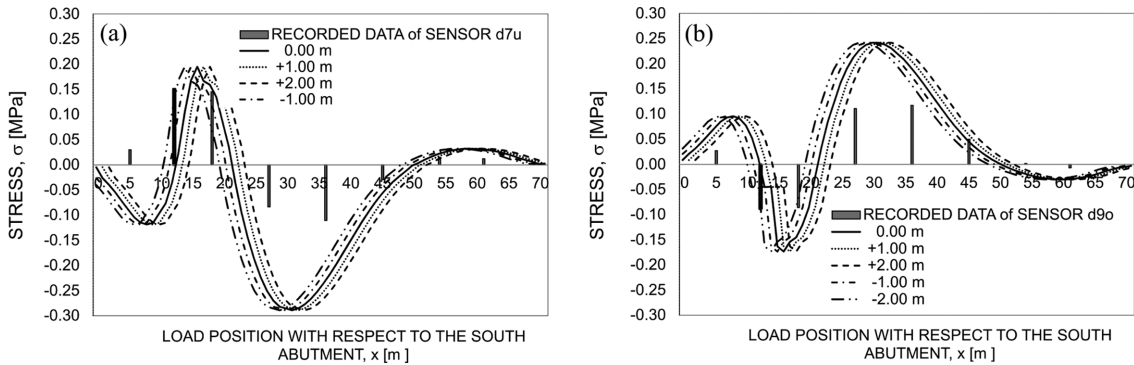 (a)
STRESS, σ [MPa]
0.30
0.25
0.20
0.15
0.10
0.05
0.00
-0.05
-0.10
-0.15
-0.20
-0.25
-0.30
RECORDED DATA of SENSOR d7u
0.00 m
+1.00 m
+2.00 m
-1.00 m
0 5 10 15 20 25 30 35 40 45 50 55 60 65 70
LOAD POSITION WITH RESPECT TO THE SOUTH
ABUTMENT, x [m ]
(b)
STRESS, σ [MPa]
0.30
0.25
0.20
0.15
0.10
0.05
0.00
-0.05
-0.10
-0.15
-0.20
-0.25
-0.30
0 5 10 15 20 25 30 35 40 45 50 55 60 65 70
RECORDED DATA of SENSOR d9o
0.00 m
+1.00 m
+2.00 m
-1.00 m
-2.00 m
LOAD POSITION WITH RESPECT TO THE SOUTH
ABUTMENT, x [m ]